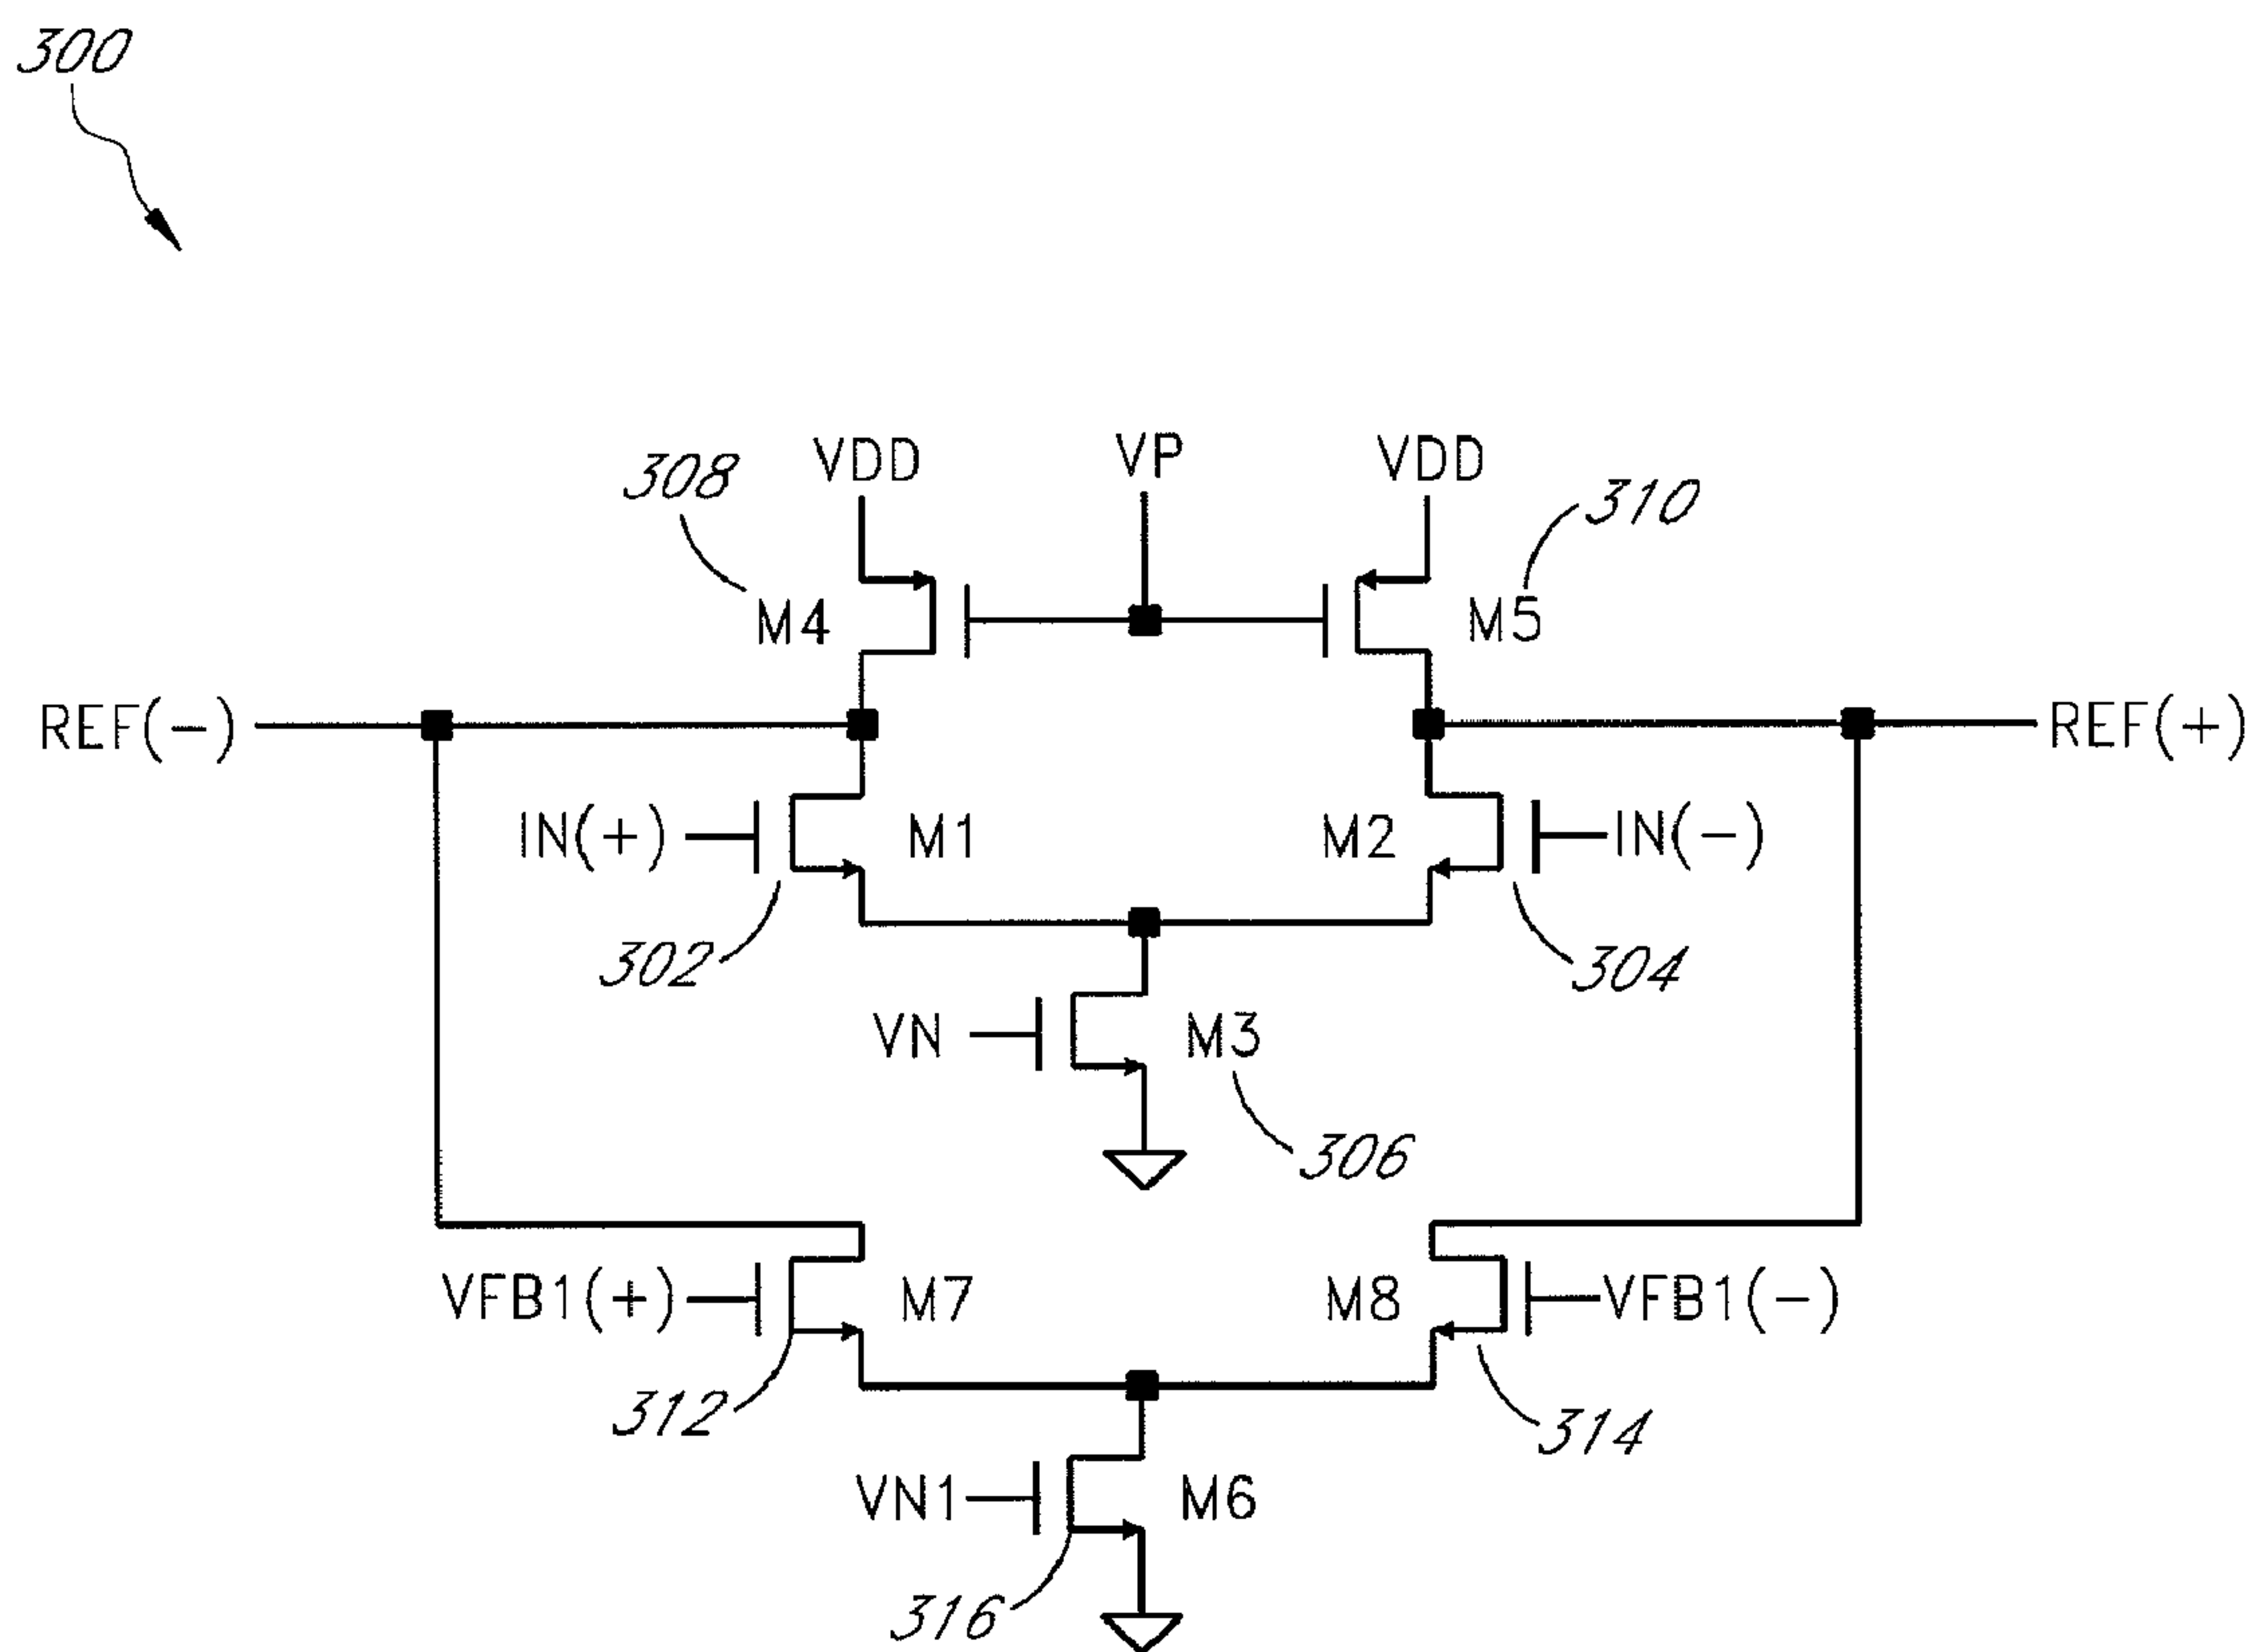 300
VDD VP VDD
308 310
M4 M5
REF(-) REF(+)
IN(+) M1 M2 IN(-)
302 304
VN M3
306
VFB1(+) M7 M8 VFB1(-)
312 314
VN1 M6
316